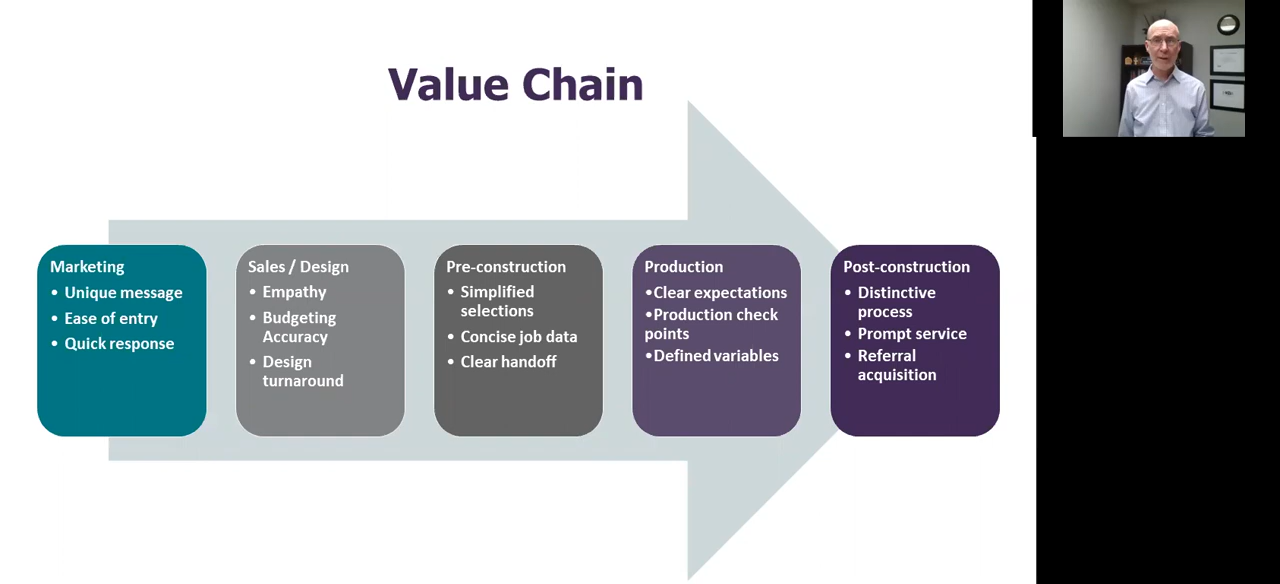 Value Chain
Marketing
• Unique message
• Ease of entry
• Quick response
Sales / Design
• Empathy
• Budgeting
Accuracy
• Design
turnaround
Pre-construction
• Simplified
selections
• Concise job data
• Clear handoff
Production
•Clear expectations
•Production check
points
•Defined variables
Post-construction
• Distinctive
process
• Prompt service
• Referral
acquisition